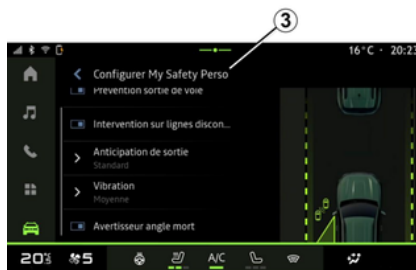 3
16°C · 20:23
Configurer My Safety Perso
Prévention sortie de voie
Intervention sur lignes discon...
Anticipation de sortie
Standard
Vibration
Moyenne
Avertisseur angle mort
20 5 A/C